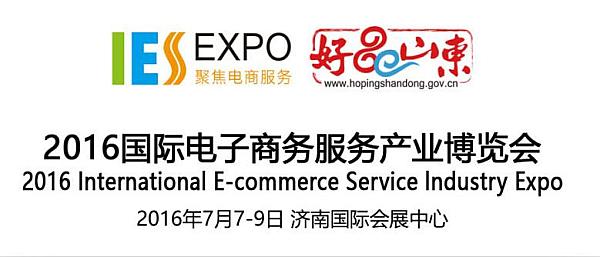 IES EXPO
聚焦电商服务
好品山东
www.hopingshandong.gov.cn
2016国际电子商务服务产业博览会
2016 International E-commerce Service Industry Expo
2016年7月7-9日 济南国际会展中心